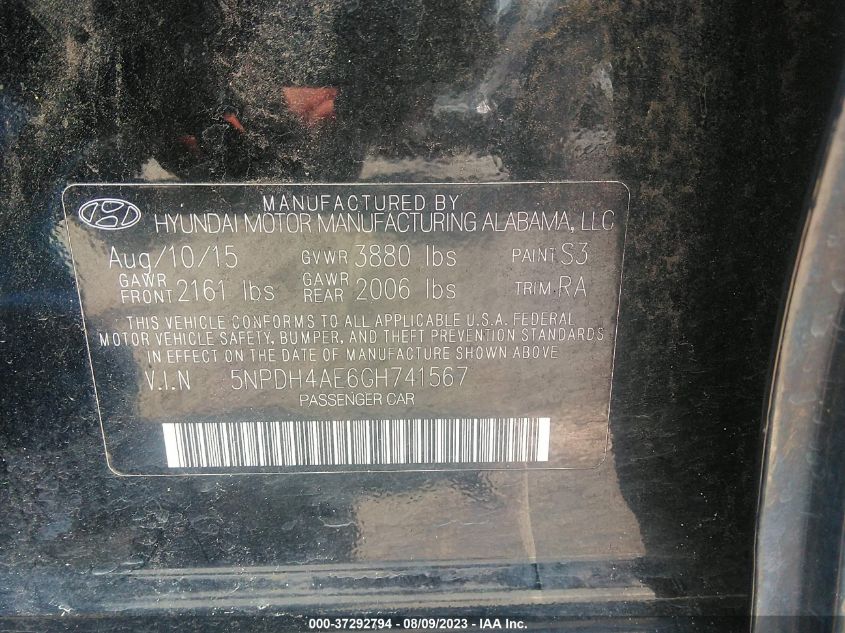 MANUFACTURED BY
HYUNDAI MOTOR MANUFACTURING ALABAMA, LLC
Aug/10/15 GVWR 3880 lbs PAINT S3
GAWR FRONT 2161 lbs GAWR REAR 2006 lbs TRIM RA
THIS VEHICLE CONFORMS TO ALL APPLICABLE U.S.A. FEDERAL
MOTOR VEHICLE SAFETY, BUMPER, AND THEFT PREVENTION STANDARDS
IN EFFECT ON THE DATE OF MANUFACTURE SHOWN ABOVE
V.I.N 5NPDH4AE6GH741567
PASSENGER CAR
000-37292794 - 08/09/2023 - IAA Inc.